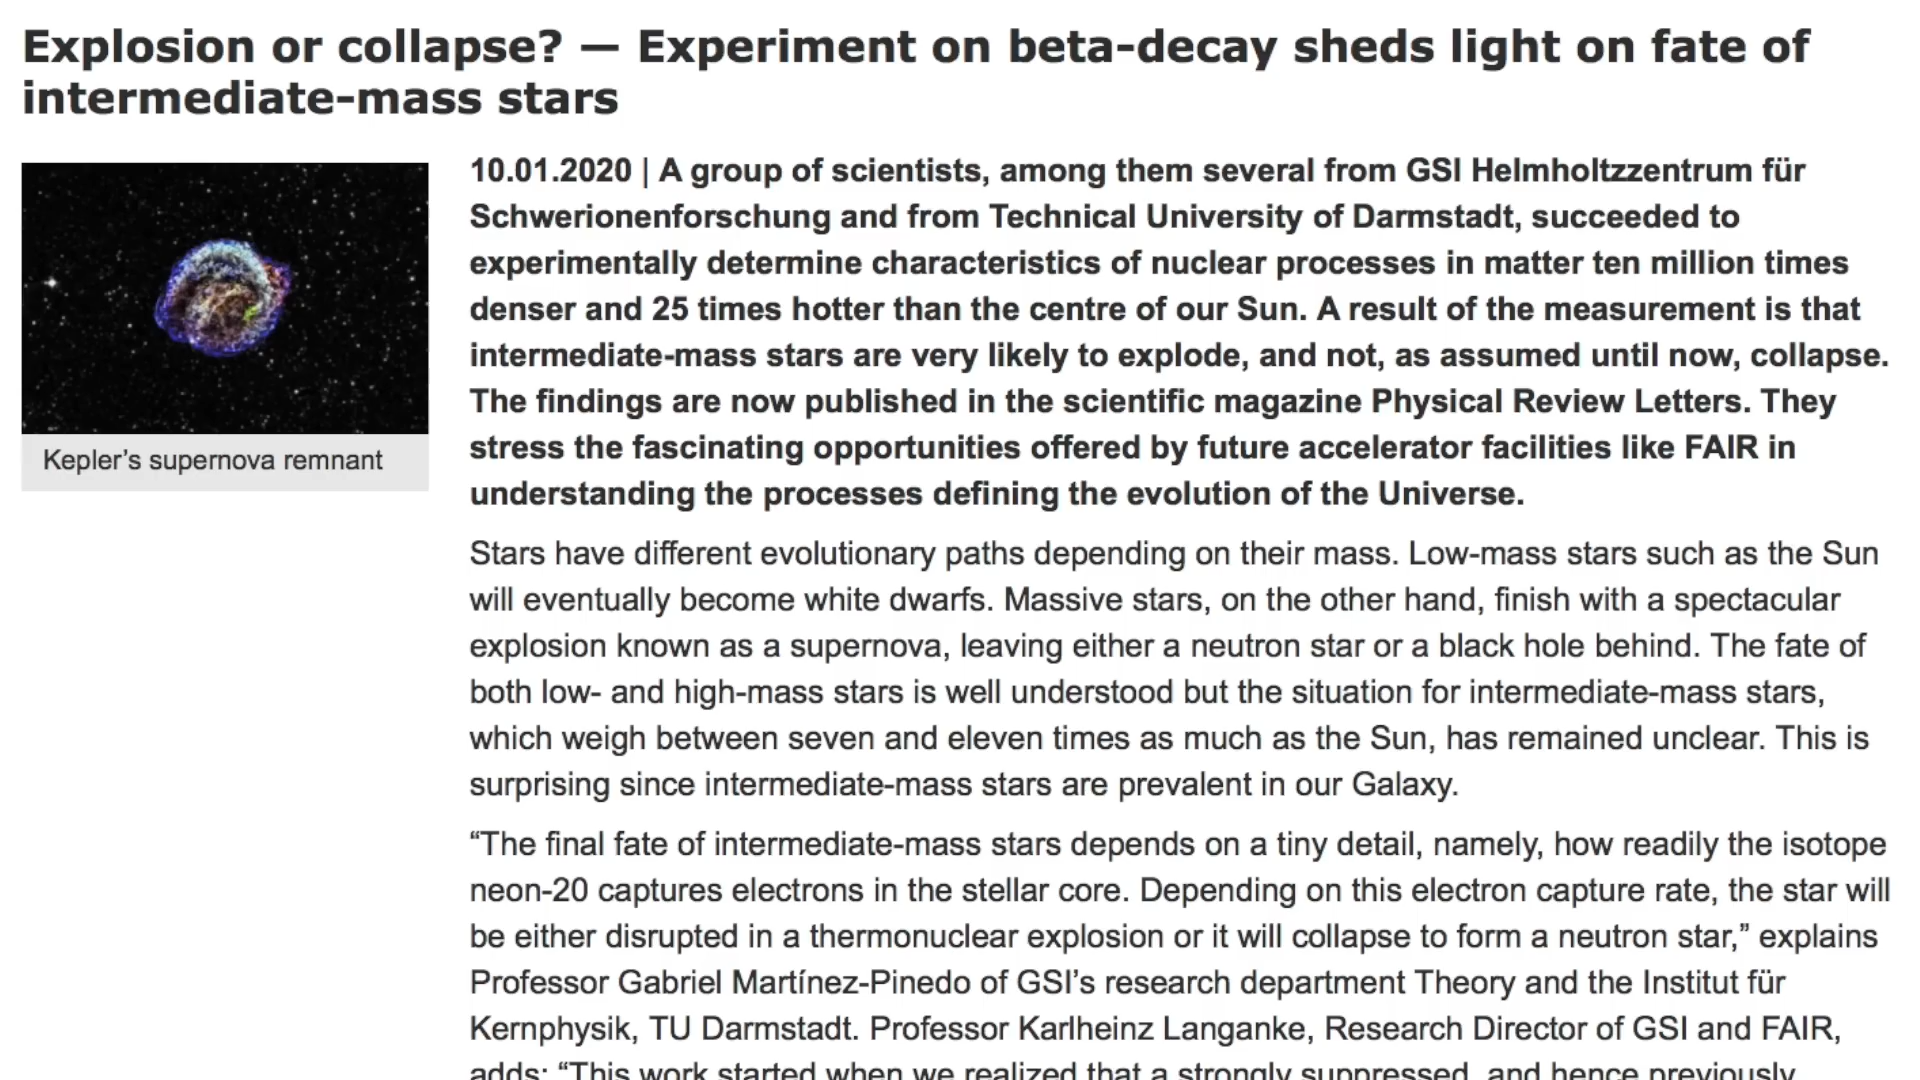 Explosion or collapse? — Experiment on beta-decay sheds light on fate of
intermediate-mass stars
Kepler’s supernova remnant
10.01.2020 | A group of scientists, among them several from GSI Helmholtzzentrum für
Schwerionenforschung and from Technical University of Darmstadt, succeeded to
experimentally determine characteristics of nuclear processes in matter ten million times
denser and 25 times hotter than the centre of our Sun. A result of the measurement is that
intermediate-mass stars are very likely to explode, and not, as assumed until now, collapse.
The findings are now published in the scientific magazine Physical Review Letters. They
stress the fascinating opportunities offered by future accelerator facilities like FAIR in
understanding the processes defining the evolution of the Universe.
Stars have different evolutionary paths depending on their mass. Low-mass stars such as the Sun
will eventually become white dwarfs. Massive stars, on the other hand, finish with a spectacular
explosion known as a supernova, leaving either a neutron star or a black hole behind. The fate of
both low- and high-mass stars is well understood but the situation for intermediate-mass stars,
which weigh between seven and eleven times as much as the Sun, has remained unclear. This is
surprising since intermediate-mass stars are prevalent in our Galaxy.
“The final fate of intermediate-mass stars depends on a tiny detail, namely, how readily the isotope
neon-20 captures electrons in the stellar core. Depending on this electron capture rate, the star will
be either disrupted in a thermonuclear explosion or it will collapse to form a neutron star,” explains
Professor Gabriel Martínez-Pinedo of GSI’s research department Theory and the Institut für
Kernphysik, TU Darmstadt. Professor Karlheinz Langanke, Research Director of GSI and FAIR,
adds: “This work started when we realized that a strongly suppressed, and hence previously